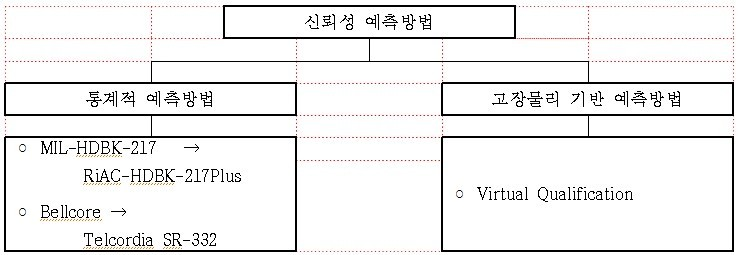 신뢰성 예측방법
통계적 예측방법
고장물리 기반 예측방법
○ MIL-HDBK-217 →
RiAC-HDBK-217Plus
○ Bellcore →
Telcordia SR-332
○ Virtual Qualification